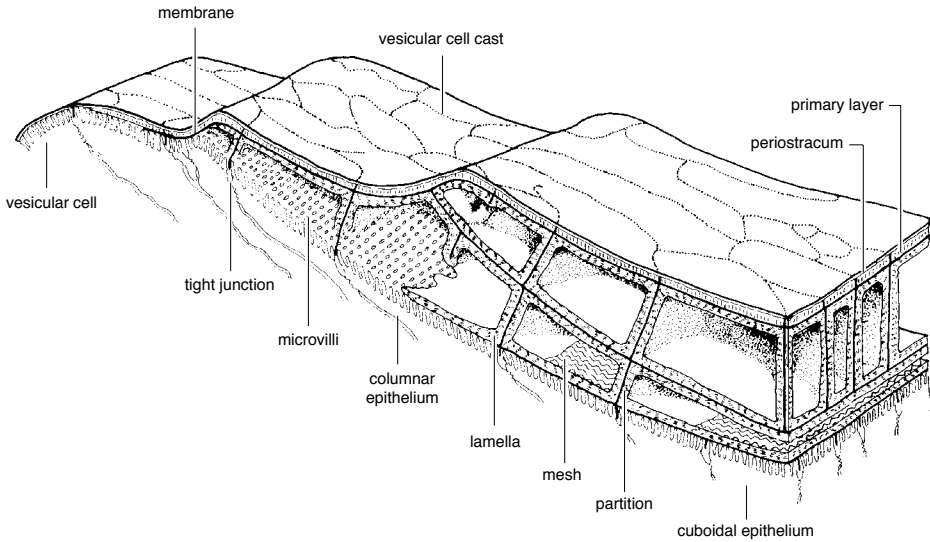 membrane
vesicular cell cast
primary layer
periostracum
vesicular cell
tight junction
microvilli
columnar
epithelium
lamella
mesh
partition
cuboidal epithelium